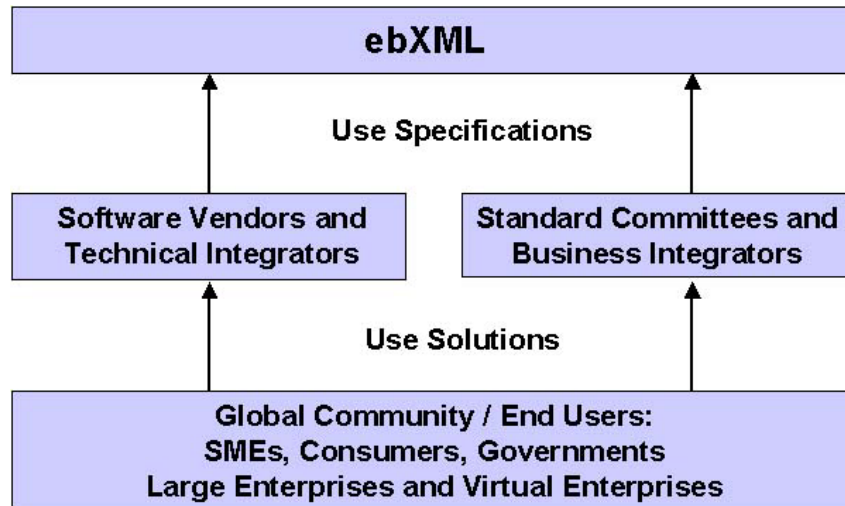 ebXML
Use Specifications
Software Vendors and
Technical Integrators
Standard Committees and
Business Integrators
Use Solutions
Global Community / End Users:
SMEs, Consumers, Governments
Large Enterprises and Virtual Enterprises